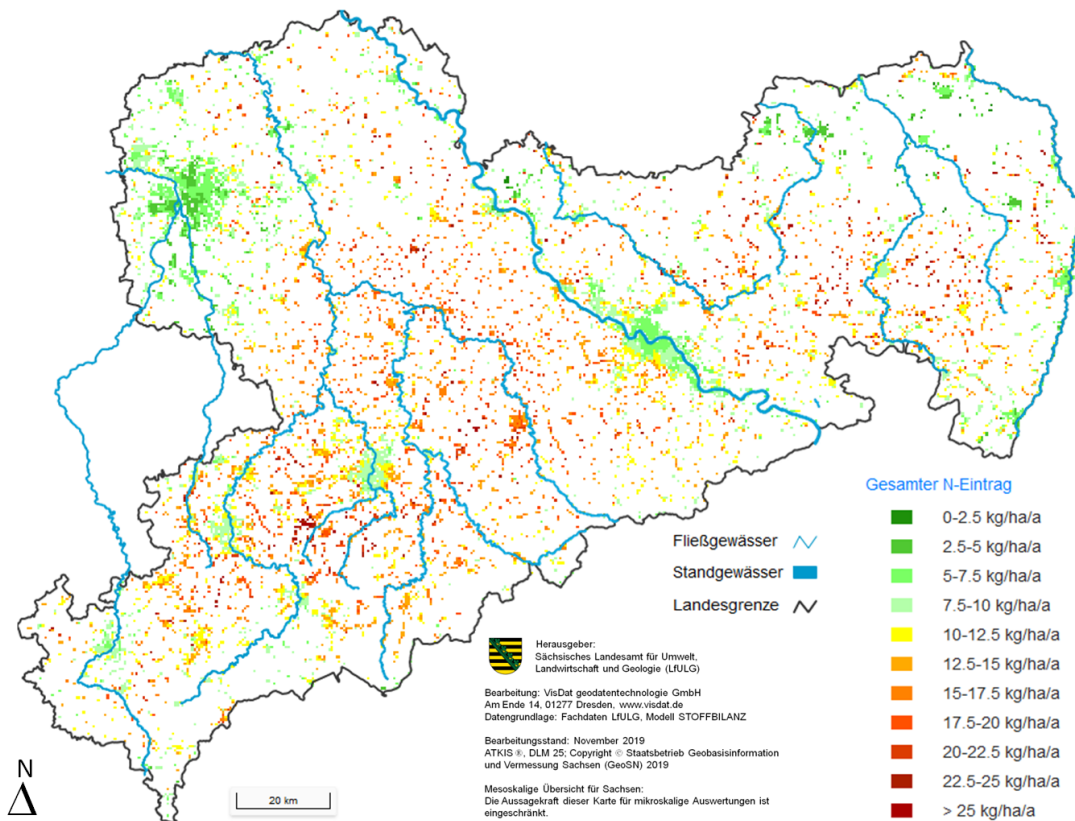 Gesamter N-Eintrag
0-2.5 kg/ha/a
2.5-5 kg/ha/a
5-7.5 kg/ha/a
7.5-10 kg/ha/a
10-12.5 kg/ha/a
12.5-15 kg/ha/a
15-17.5 kg/ha/a
17.5-20 kg/ha/a
20-22.5 kg/ha/a
22.5-25 kg/ha/a
> 25 kg/ha/a
Fließgewässer
Standgewässer
Landesgrenze
Herausgeber:
Sächsisches Landesamt für Umwelt,
Landwirtschaft und Geologie (LfULG)
Bearbeitung: VisDat geodatentechnologie GmbH
Am Ende 14, 01277 Dresden, www.visdat.de
Datengrundlage: Fachdaten LfULG, Modell STOFFBILANZ
Bearbeitungsstand: November 2019
ATKIS ®, DLM 25; Copyright © Staatsbetrieb Geobasisinformation
und Vermessung Sachsen (GeoSN) 2019
Mesoskalige Übersicht für Sachsen:
Die Aussagekraft dieser Karte für mikroskalige Auswertungen ist
eingeschränkt.
N
20 km